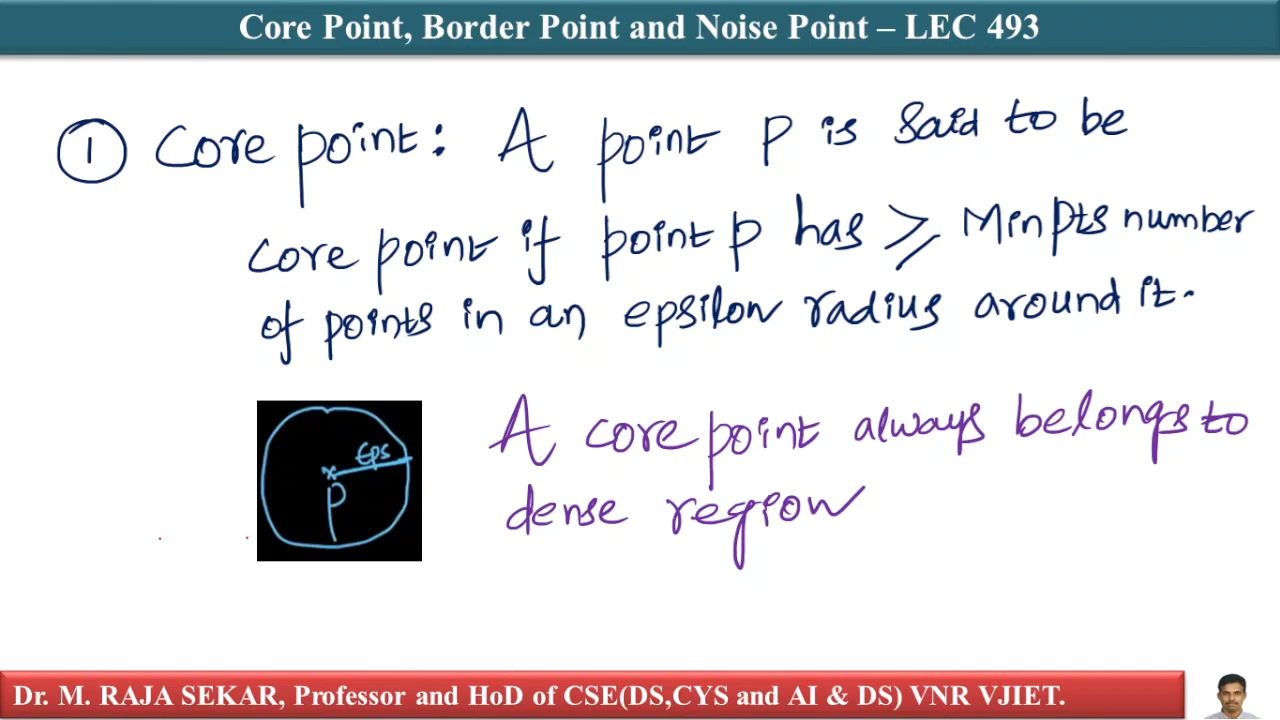 Core Point, Border Point and Noise Point – LEC 493
1 Core point: A point P is said to be
core point if point p has ≥ MinPts number
of points in an epsilon radius around it.
Eps
P
A core point always belongs to
dense region
Dr. M. RAJA SEKAR, Professor and HoD of CSE(DS,CYS and AI & DS) VNR VJIET.